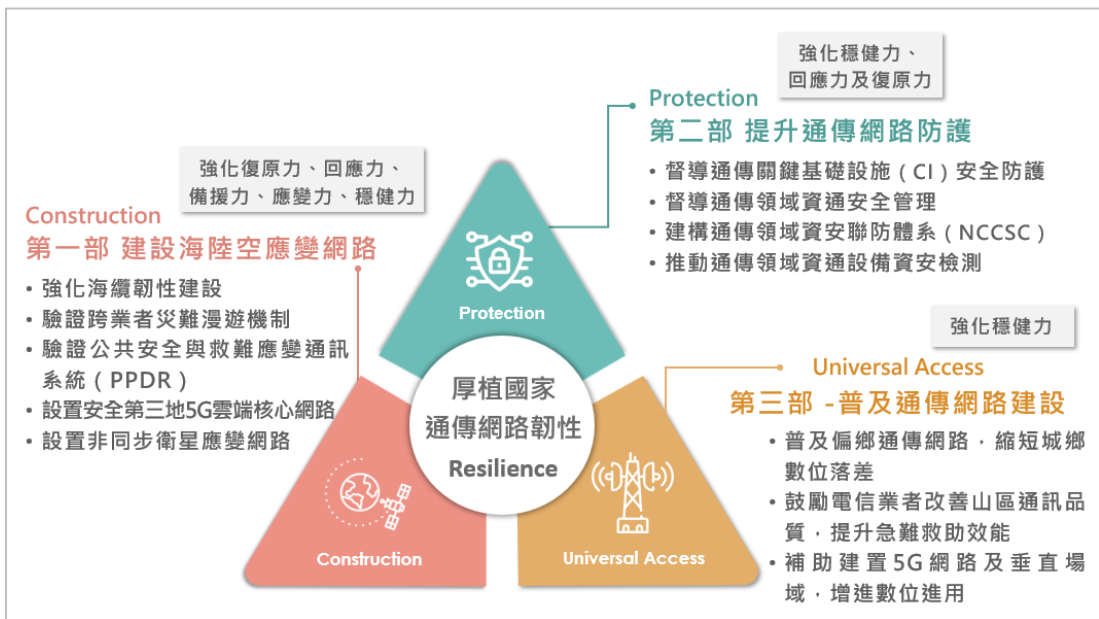 強化穩健力、
回應力及復原力
Protection
第二部 提升通傳網路防護
• 督導通傳關鍵基礎設施（CI）安全防護
• 督導通傳領域資通安全管理
• 建構通傳領域資安聯防體系（NCCSC）
• 推動通傳領域資通設備資安檢測
強化復原力、回應力、
備援力、應變力、穩健力
Construction
第一部 建設海陸空應變網路
• 強化海纜韌性建設
• 驗證跨業者災難漫遊機制
• 驗證公共安全與救難應變通訊
系統（PPDR）
• 設置安全第三地5G雲端核心網路
• 設置非同步衛星應變網路
Protection
厚植國家
通傳網路韌性
Resilience
Construction
Universal Access
強化穩健力
Universal Access
第三部 -普及通傳網路建設
• 普及偏鄉通傳網路，縮短城鄉
數位落差
• 鼓勵電信業者改善山區通訊品
質，提升急難救助效能
• 補助建置5G網路及垂直場
域，增進數位進用